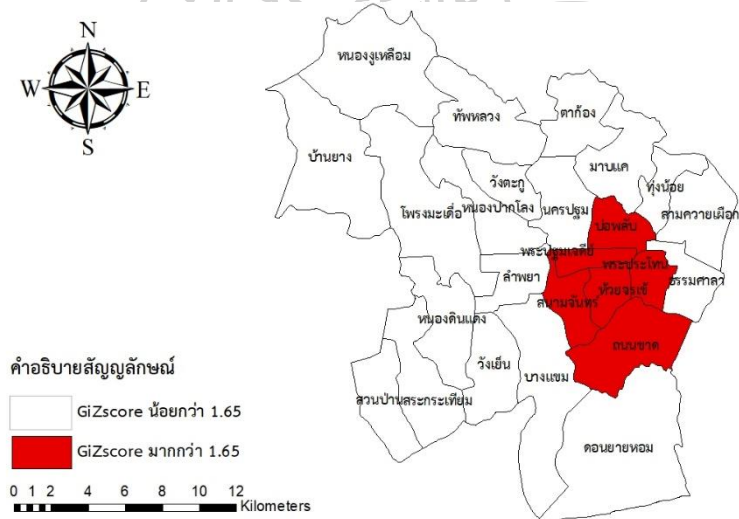 N
W E
S
หนองงูเหลือม
ทัพหลวง
ตาก้อง
บ้านยาง
วังตะกู
มาบแค
ทุ่งน้อย
โพรงมะเดื่อ
หนองปากโลง
นครปฐม
สามควายเผือก
บ่อพลับ
พระปฐมเจดีย์
พระประโทน
ธรรมศาลา
ลำพยา
ห้วยจรเข้
สนามจันทร์
หนองดินแดง
ถนนขาด
วังเย็น
บางแขม
สวนป่าน
สระกระเทียม
ดอนยายหอม
คำอธิบายสัญญลักษณ์
GiZscore น้อยกว่า 1.65
GiZscore มากกว่า 1.65
0 1 2 4 6 8 10 12
Kilometers